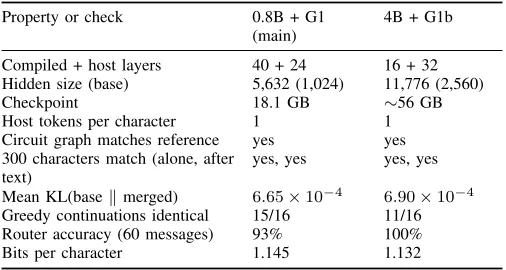 Property or check 0.8B + G1 (main) 4B + G1b
Compiled + host layers 40 + 24 16 + 32
Hidden size (base) 5,632 (1,024) 11,776 (2,560)
Checkpoint 18.1 GB ∼56 GB
Host tokens per character 1 1
Circuit graph matches reference yes yes
300 characters match (alone, after text) yes, yes yes, yes
Mean KL(base ∥ merged) 6.65 × 10⁻⁴ 6.90 × 10⁻⁴
Greedy continuations identical 15/16 11/16
Router accuracy (60 messages) 93% 100%
Bits per character 1.145 1.132